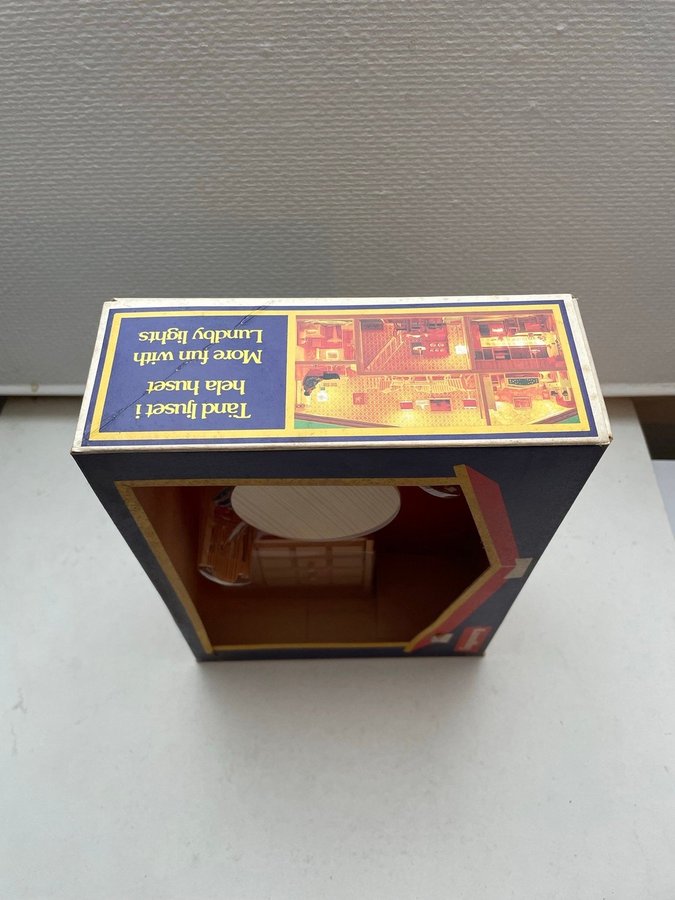 Tänd ljuset i
hela huset
More fun with
Lundby lights